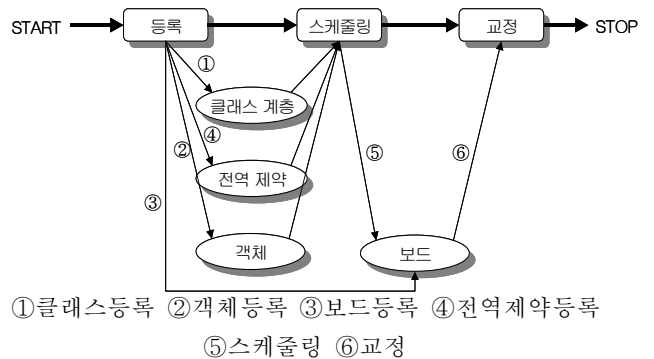 START 등록 스케줄링 교정 STOP
①
클래스 계층
④
②
전역 제약
⑤
⑥
③
객체
보드
①클래스등록 ②객체등록 ③보드등록 ④전역제약등록
⑤스케줄링 ⑥교정